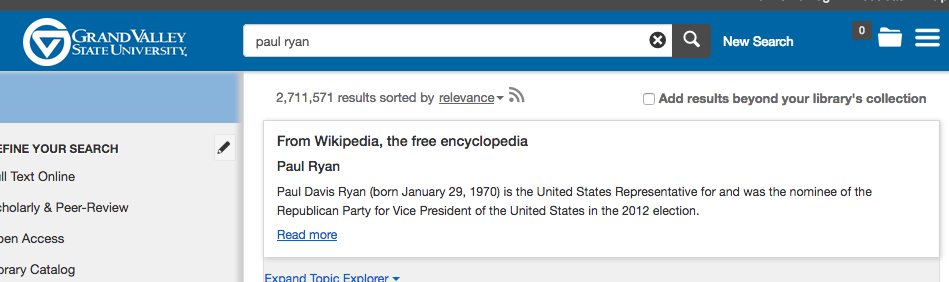 GRAND VALLEY
STATE UNIVERSITY
paul ryan
New Search
0
2,711,571 results sorted by relevance
Add results beyond your library's collection
EFINE YOUR SEARCH
ll Text Online
cholarly & Peer-Review
pen Access
brary Catalog
From Wikipedia, the free encyclopedia
Paul Ryan
Paul Davis Ryan (born January 29, 1970) is the United States Representative for and was the nominee of the
Republican Party for Vice President of the United States in the 2012 election.
Read more
Expand Topic Explorer